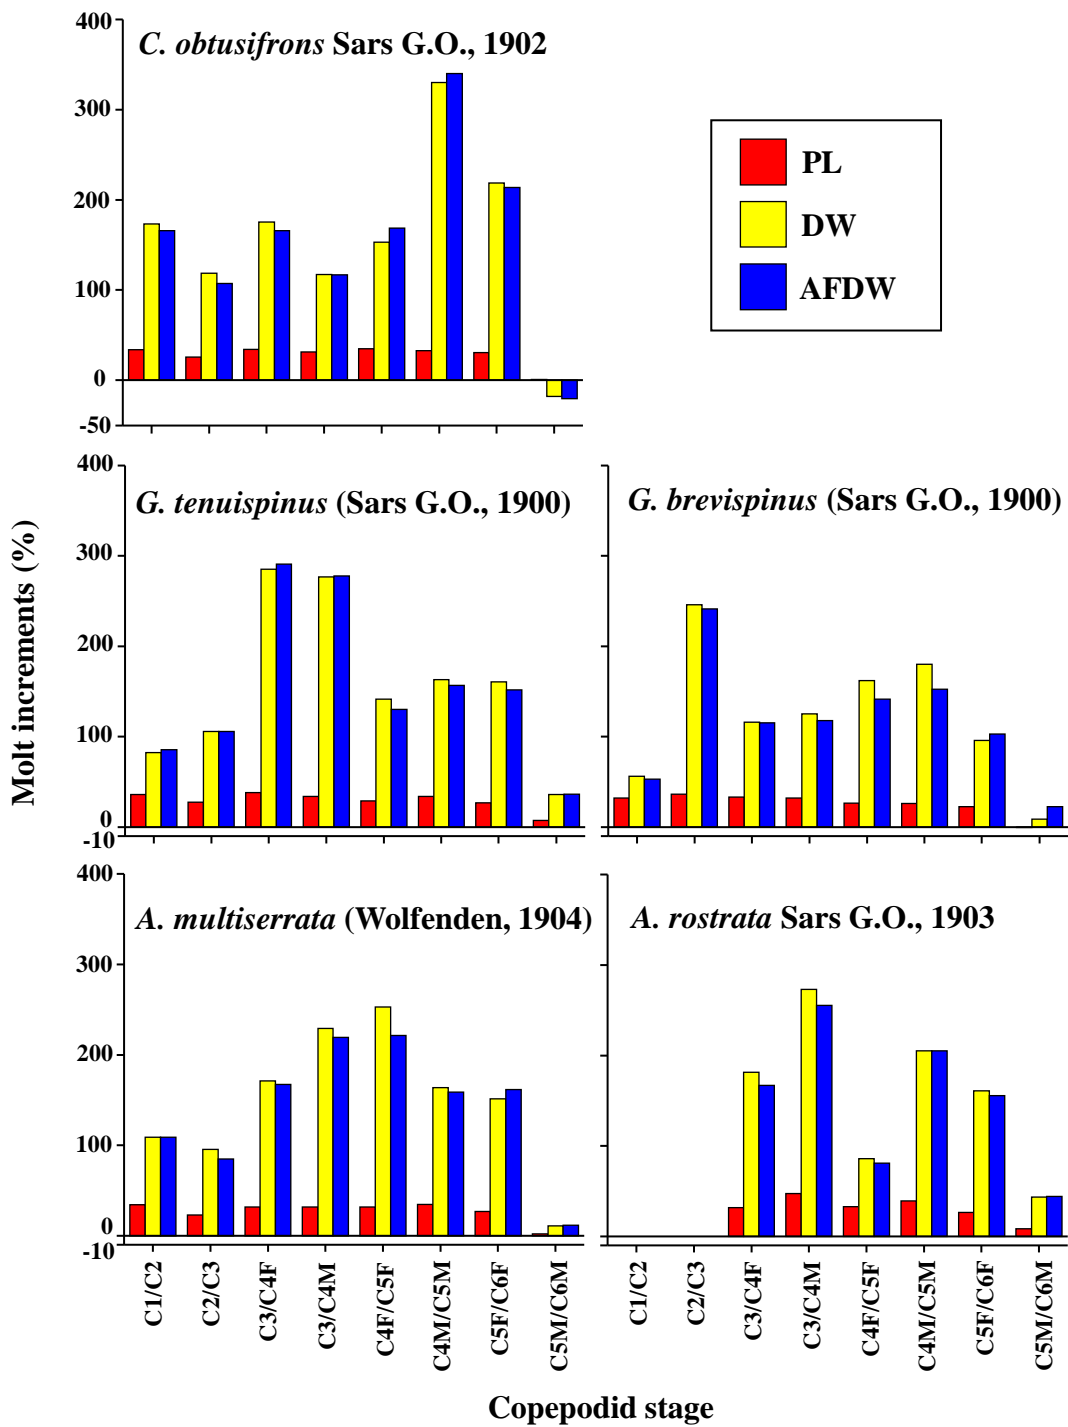 400
C. obtusifrons Sars G.O., 1902
300
200
100
0
-50
PL
DW
AFDW
Molt increments (%)
400
G. tenuispinus (Sars G.O., 1900)
300
200
100
0
-10
G. brevispinus (Sars G.O., 1900)
400
A. multiserrata (Wolfenden, 1904)
300
200
100
0
-10
A. rostrata Sars G.O., 1903
C1/C2
C2/C3
C3/C4F
C3/C4M
C4F/C5F
C4M/C5M
C5F/C6F
C5M/C6M
C1/C2
C2/C3
C3/C4F
C3/C4M
C4F/C5F
C4M/C5M
C5F/C6F
C5M/C6M
Copepodid stage